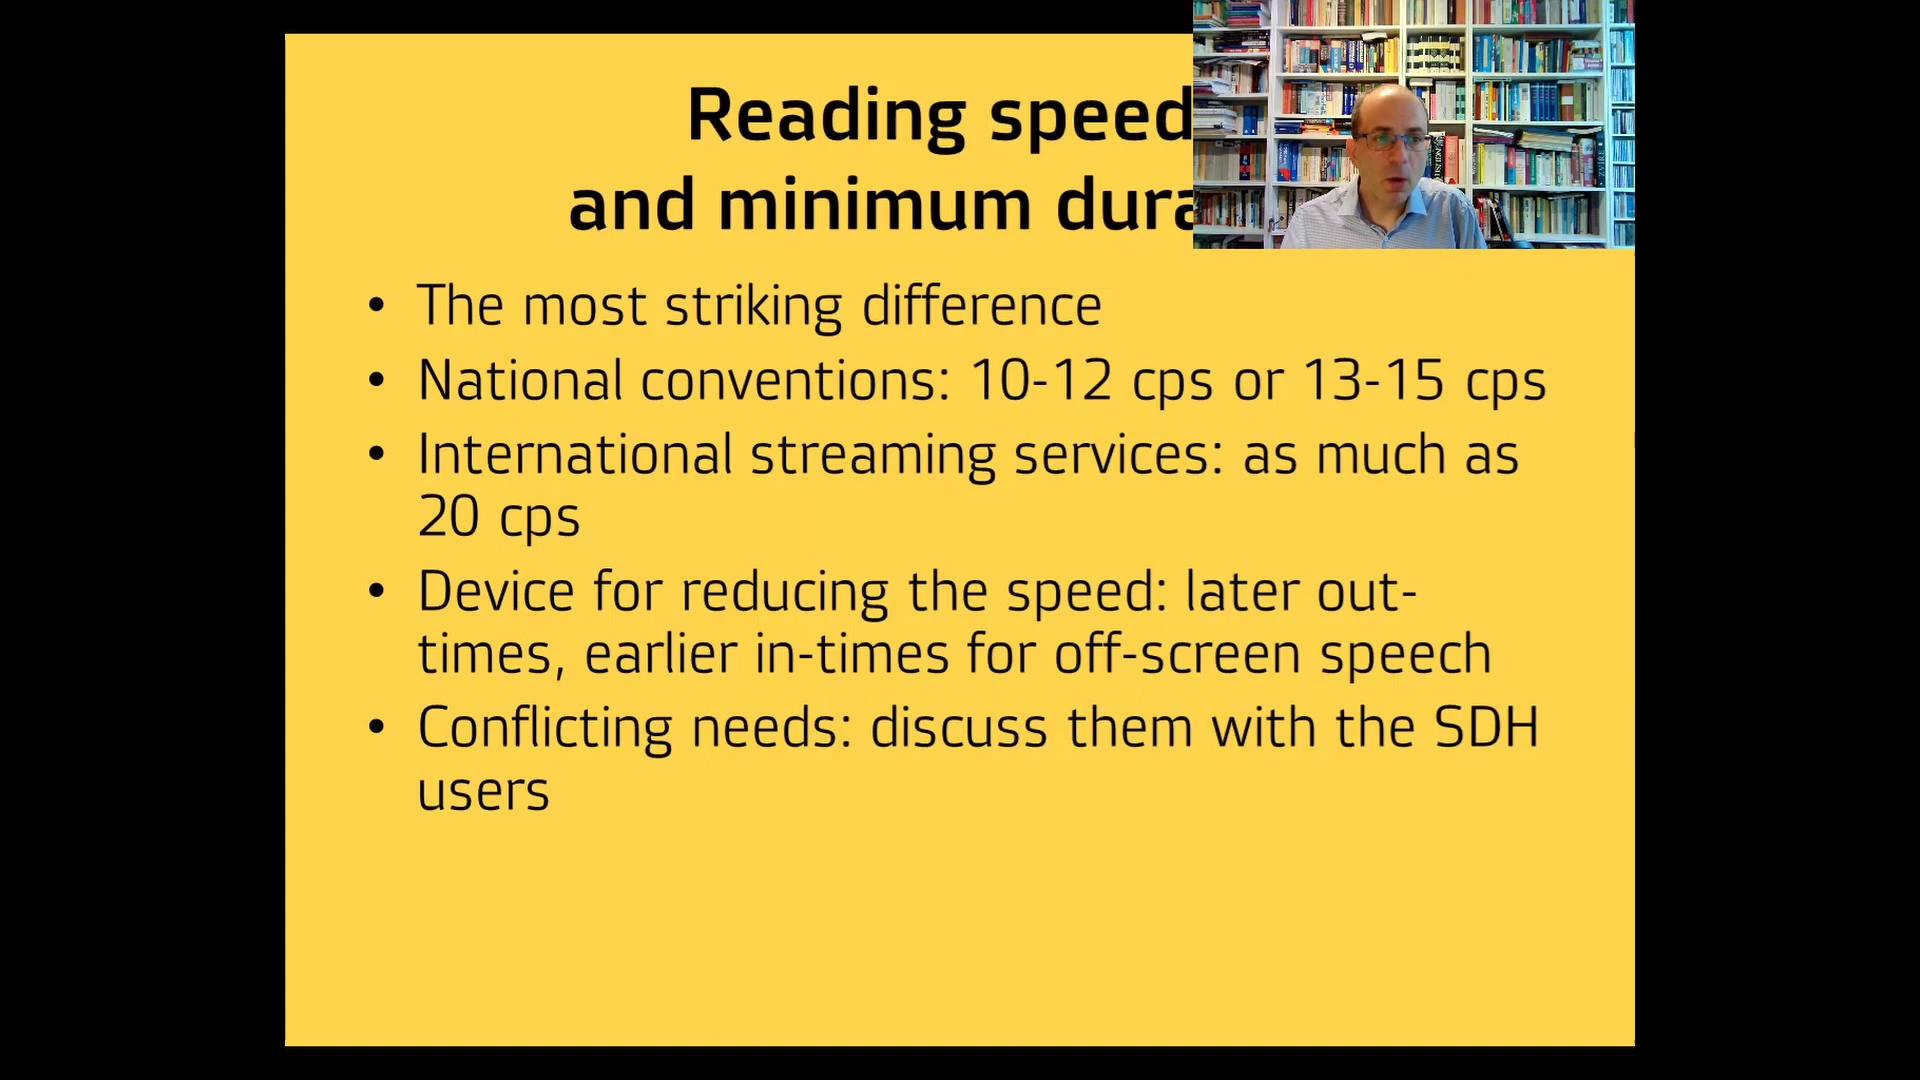 Reading speed
and minimum dura
• The most striking difference
• National conventions: 10-12 cps or 13-15 cps
• International streaming services: as much as
20 cps
• Device for reducing the speed: later out-
times, earlier in-times for off-screen speech
• Conflicting needs: discuss them with the SDH
users